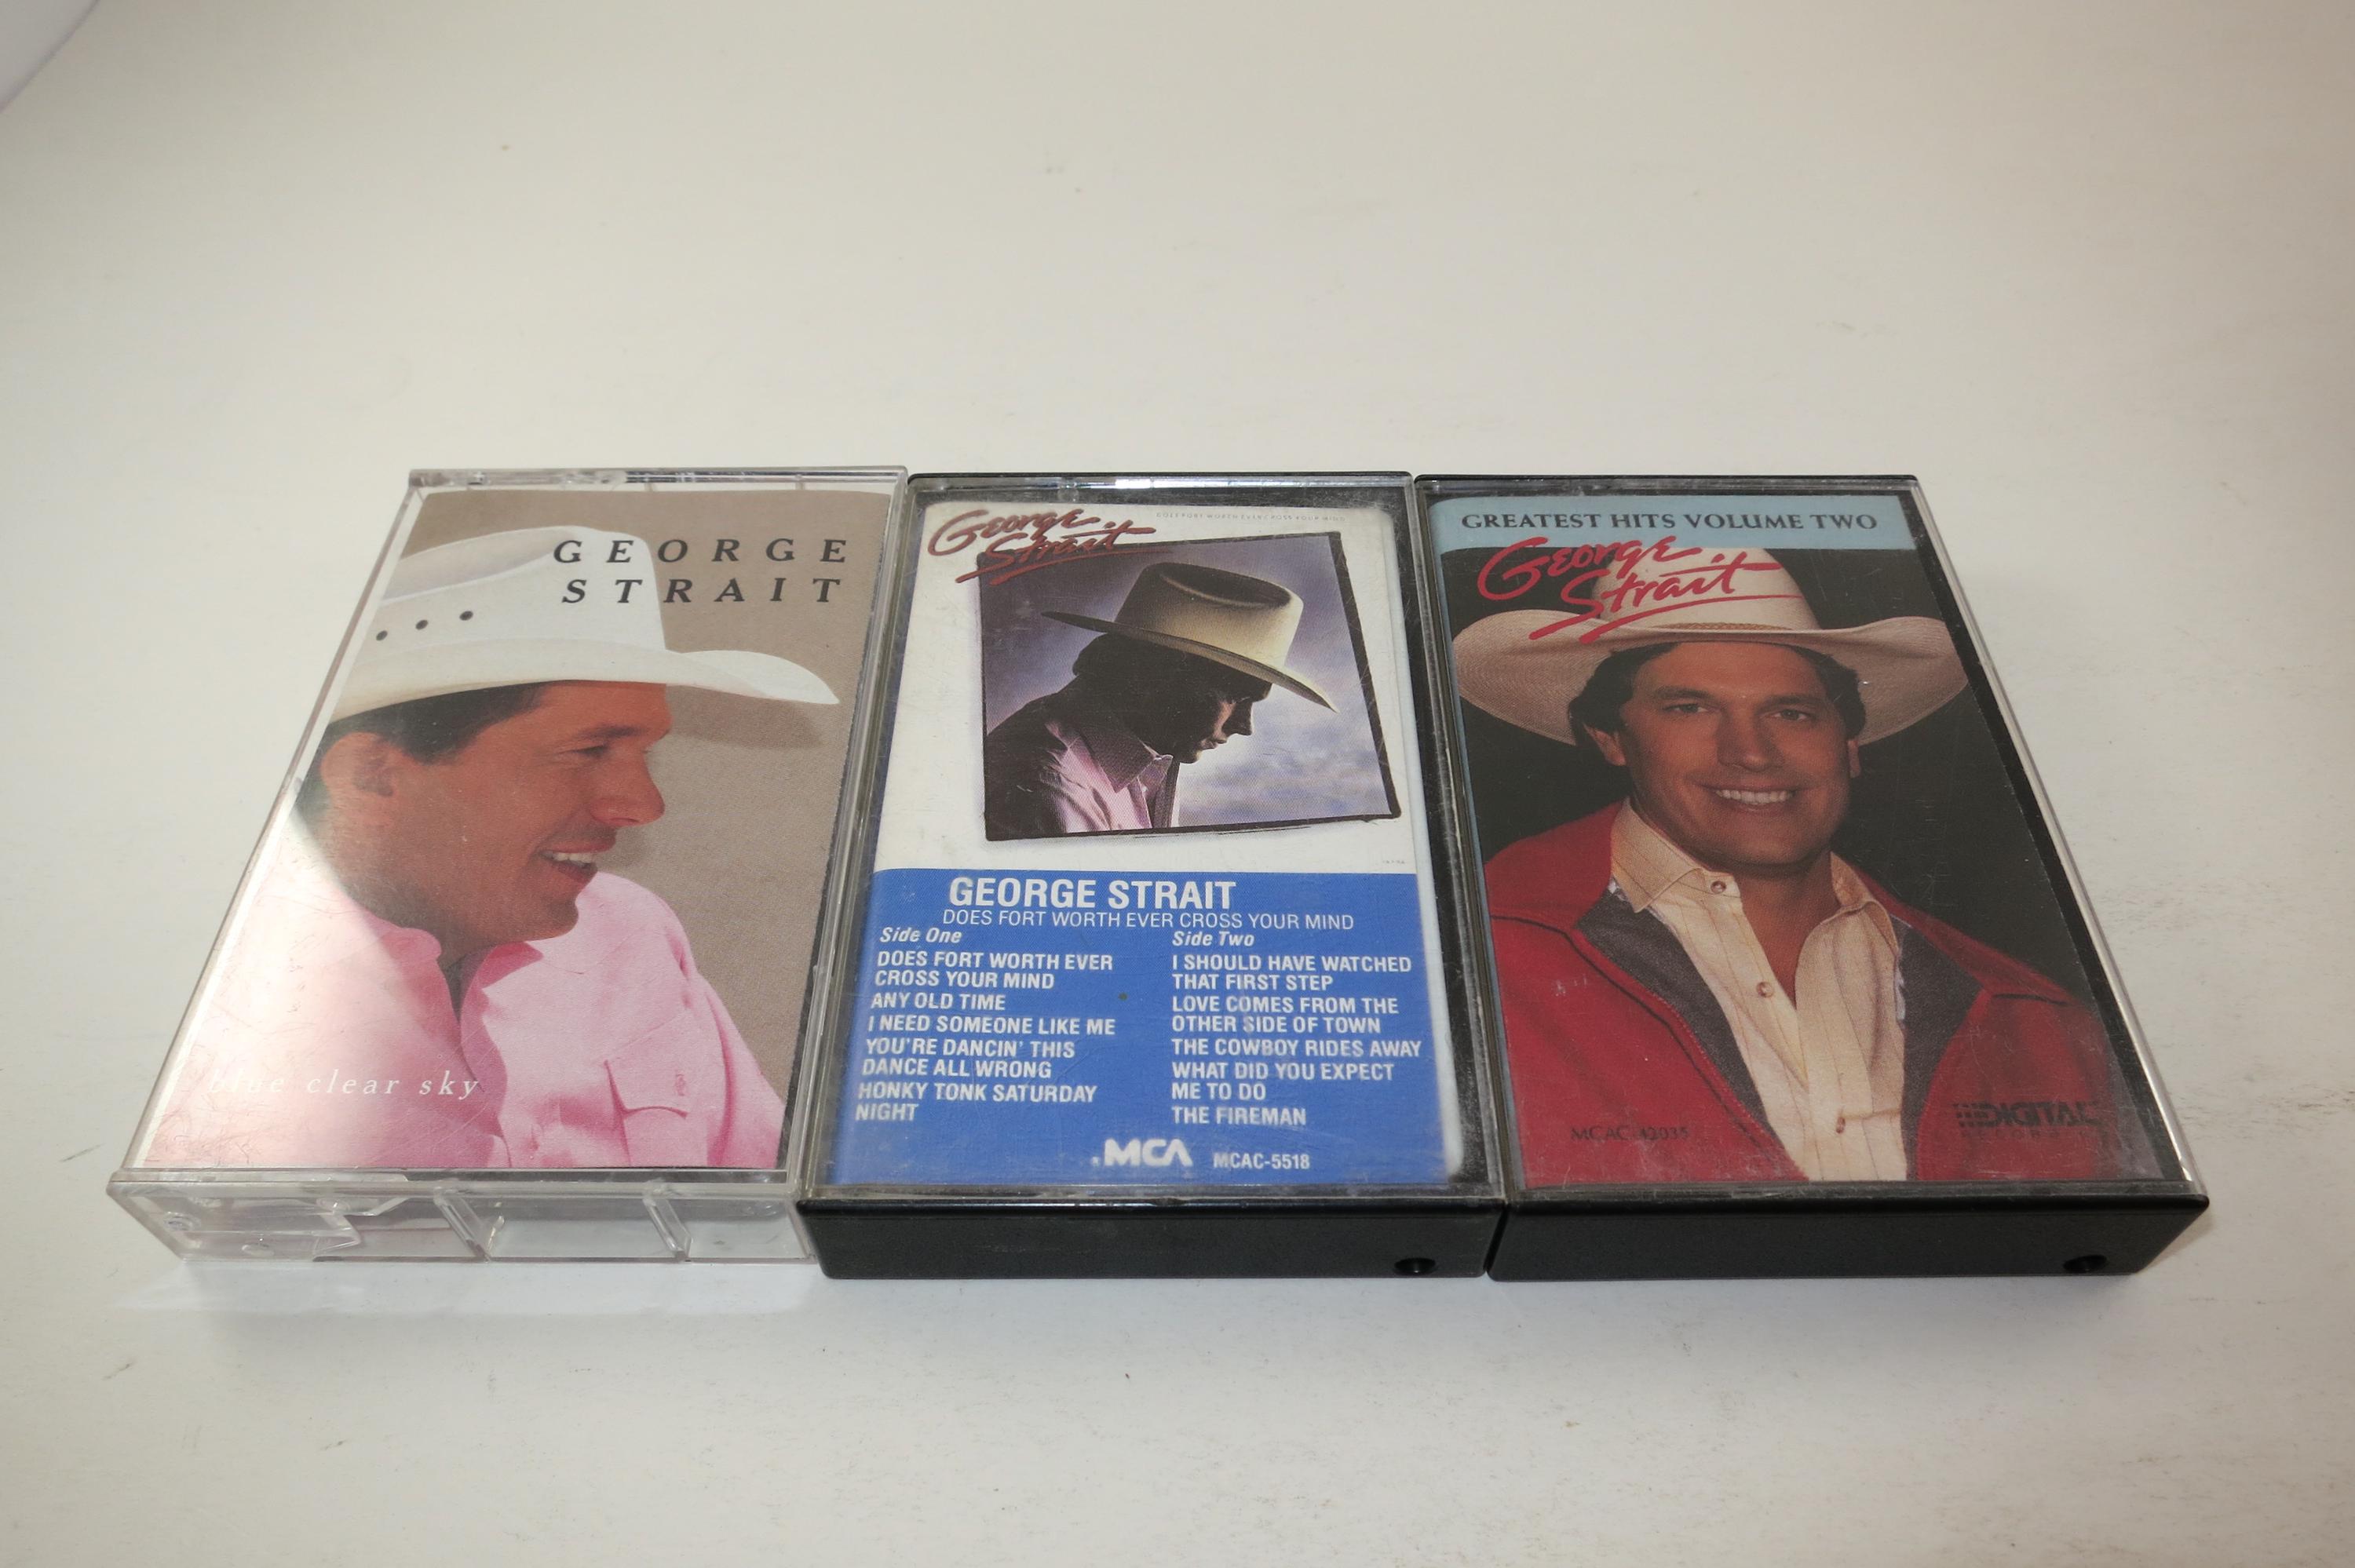 GEORGE
STRAIT
blue clear sky
George
Strait
GEORGE STRAIT
DOES FORT WORTH EVER CROSS YOUR MIND
Side One
DOES FORT WORTH EVER
CROSS YOUR MIND
ANY OLD TIME
I NEED SOMEONE LIKE ME
YOU'RE DANCIN' THIS
DANCE ALL WRONG
HONKY TONK SATURDAY
NIGHT
Side Two
I SHOULD HAVE WATCHED
THAT FIRST STEP
LOVE COMES FROM THE
OTHER SIDE OF TOWN
THE COWBOY RIDES AWAY
WHAT DID YOU EXPECT
ME TO DO
THE FIREMAN
MCA MCAC-5518
GREATEST HITS VOLUME TWO
George
Strait
MCAC-42035
DIGITAL